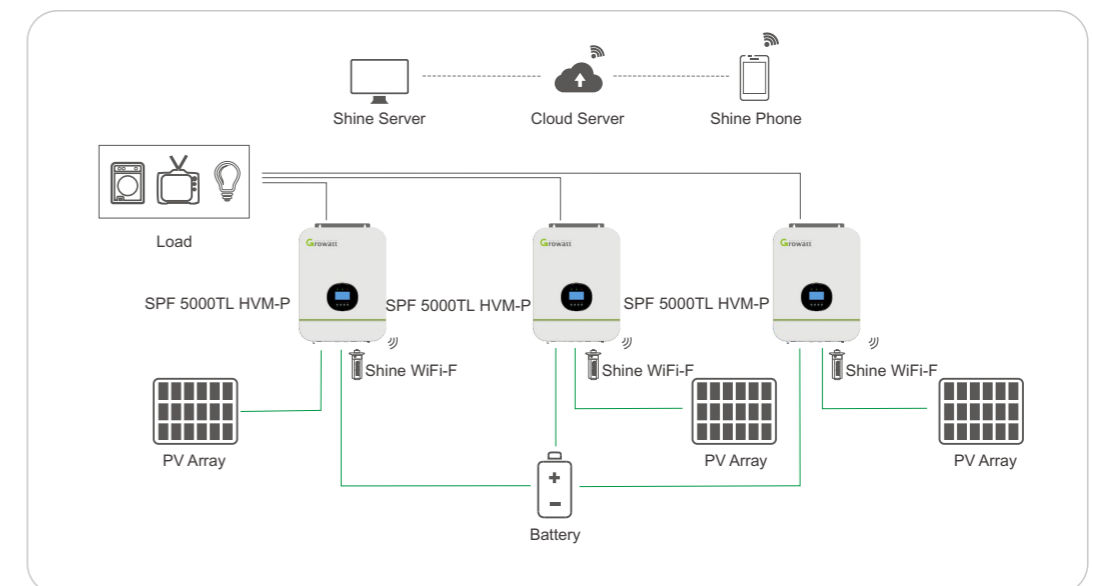 Shine Server
Cloud Server
Shine Phone
Load
Growatt
Growatt
Growatt
SPF 5000TL HVM-P
SPF 5000TL HVM-P
SPF 5000TL HVM-P
Shine WiFi-F
Shine WiFi-F
Shine WiFi-F
PV Array
PV Array
PV Array
+
−
Battery